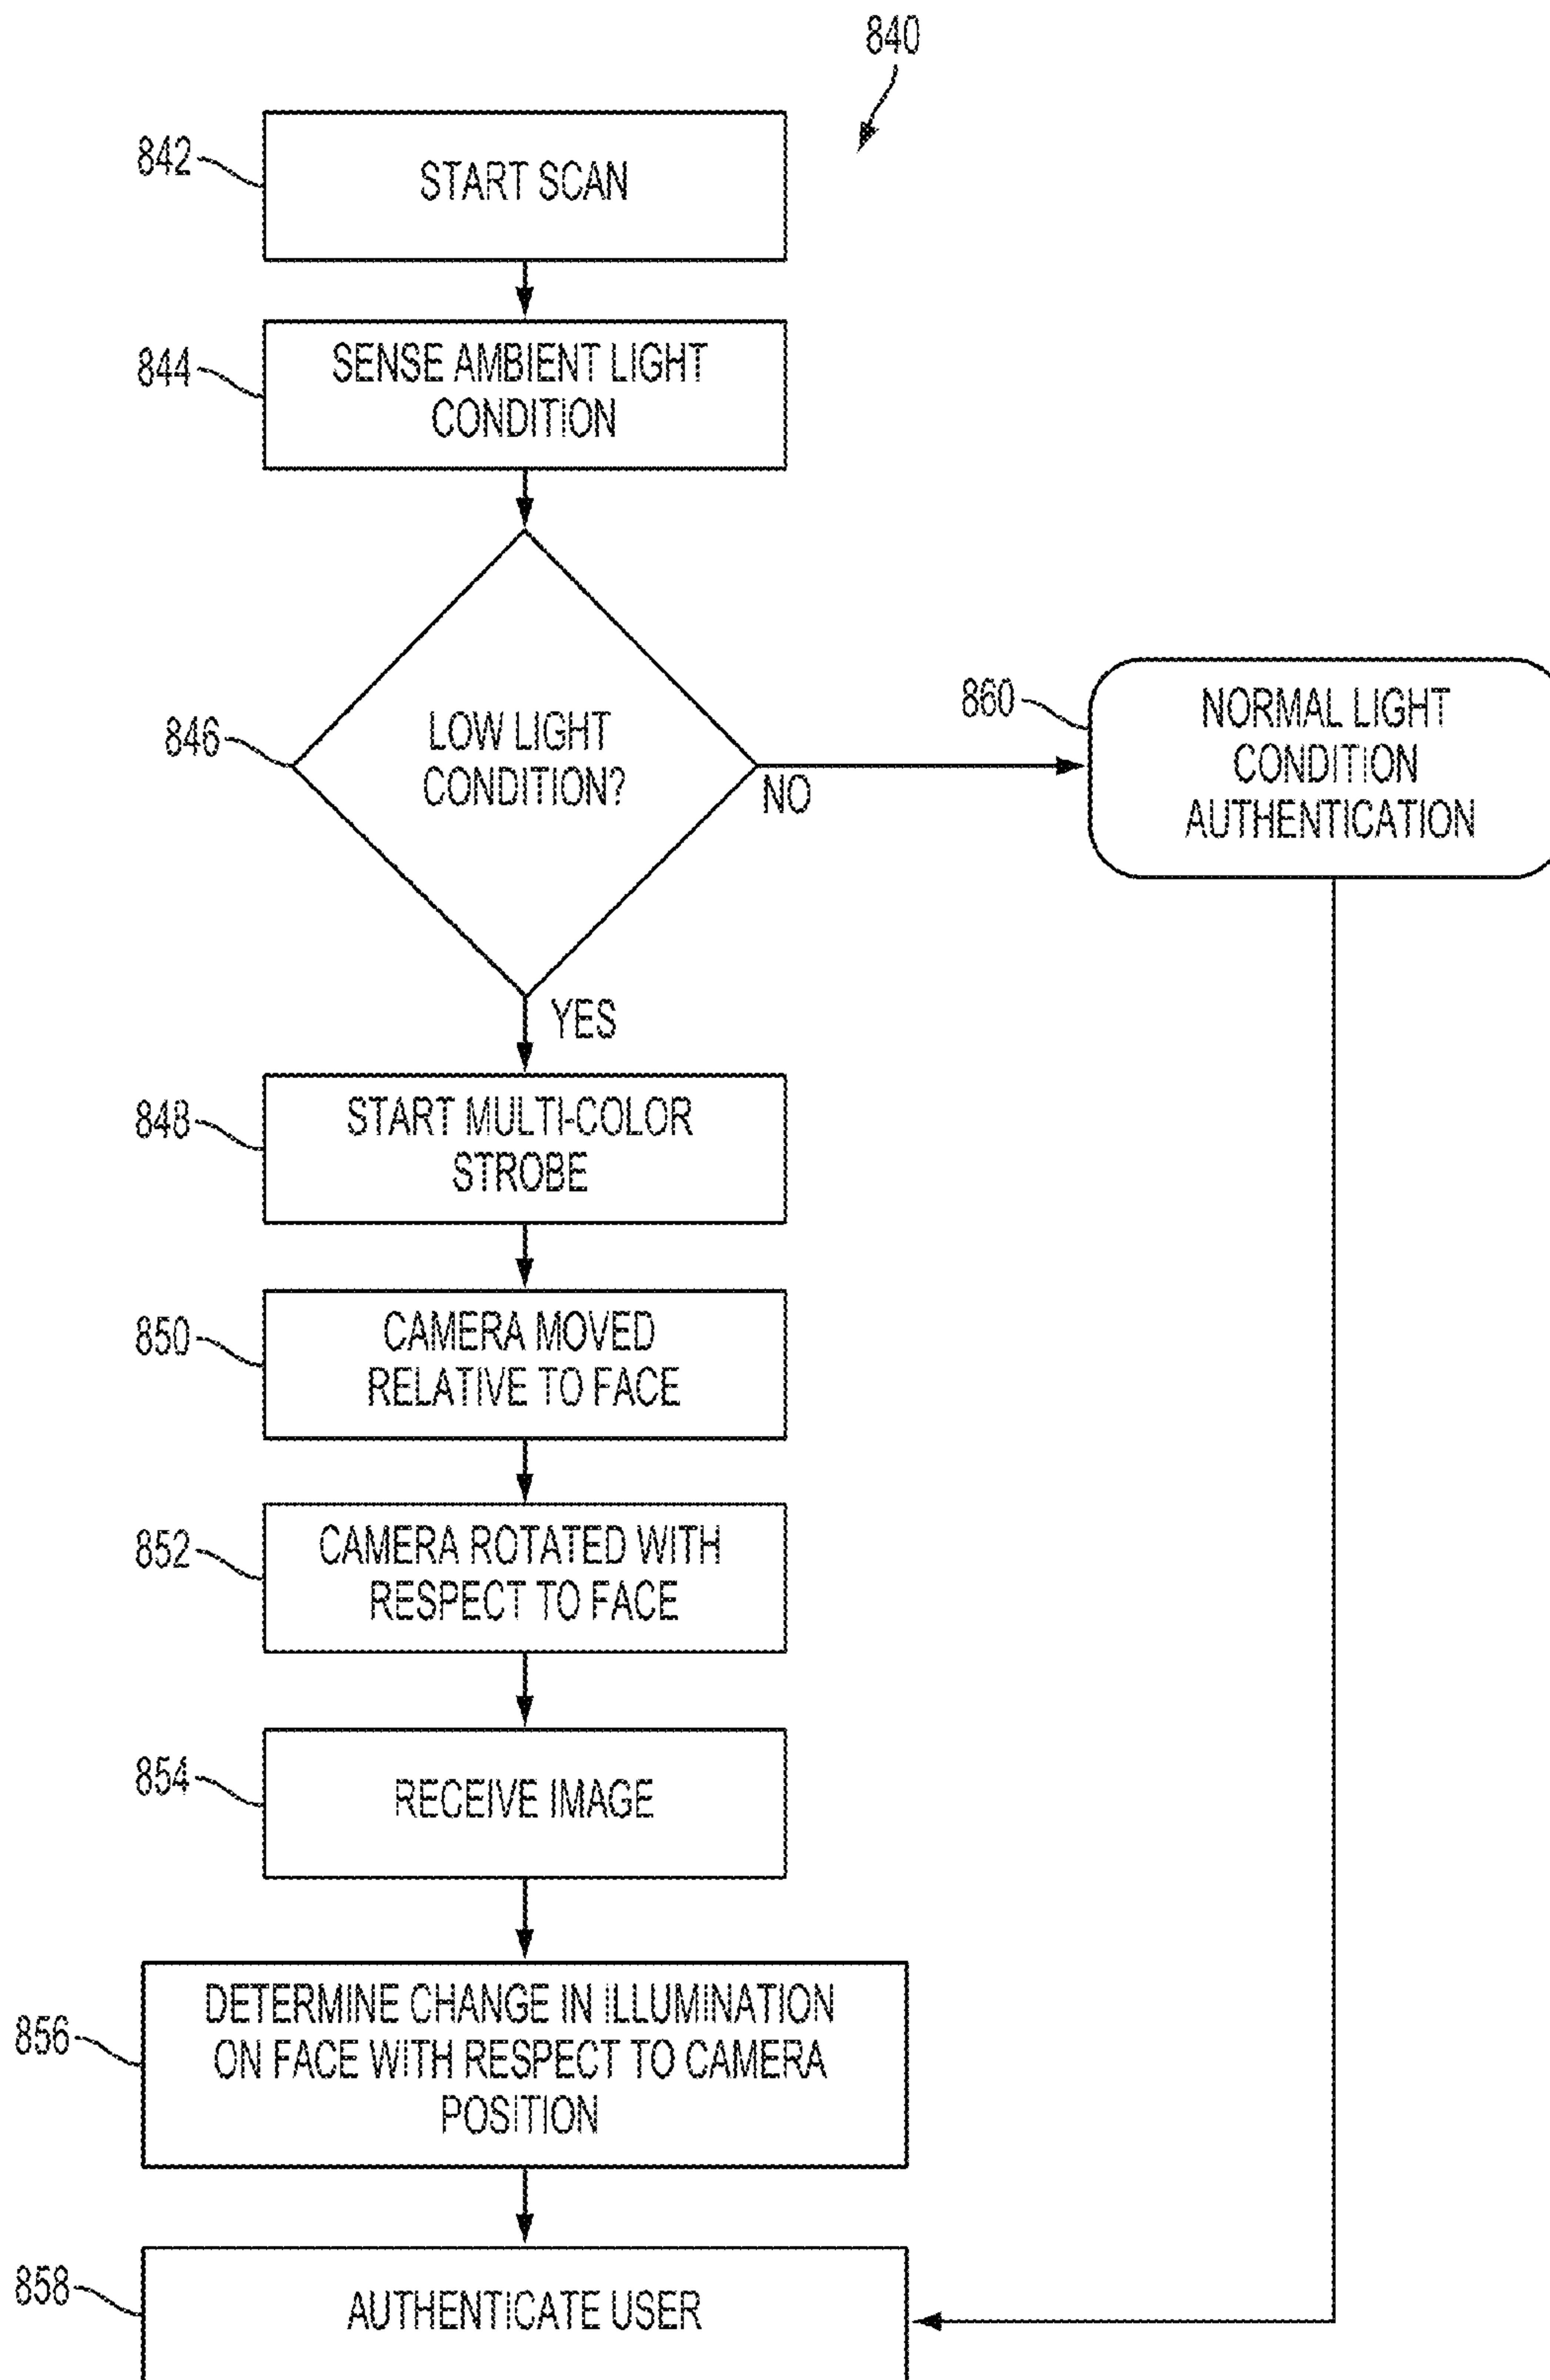 840
842
START SCAN
844
SENSE AMBIENT LIGHT
CONDITION
846
LOW LIGHT
CONDITION?
NO
860
NORMAL LIGHT
CONDITION
AUTHENTICATION
YES
848
START MULTI-COLOR
STROBE
850
CAMERA MOVED
RELATIVE TO FACE
852
CAMERA ROTATED WITH
RESPECT TO FACE
854
RECEIVE IMAGE
856
DETERMINE CHANGE IN ILLUMINATION
ON FACE WITH RESPECT TO CAMERA
POSITION
858
AUTHENTICATE USER